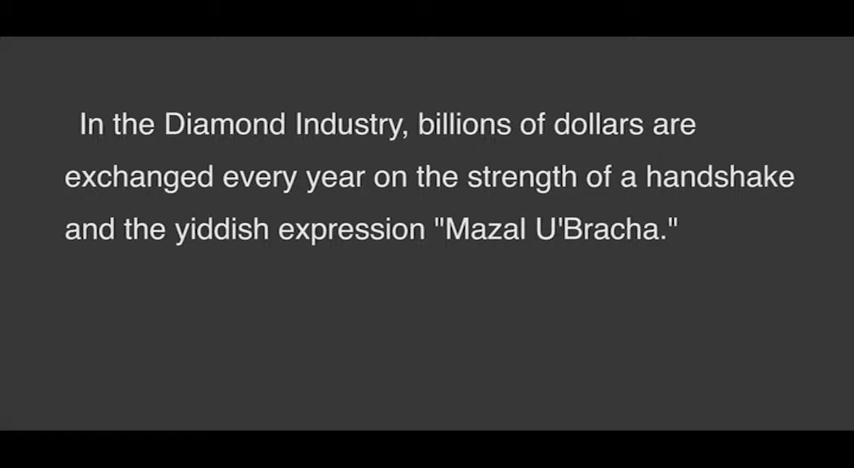 In the Diamond Industry, billions of dollars are
exchanged every year on the strength of a handshake
and the yiddish expression "Mazal U'Bracha."